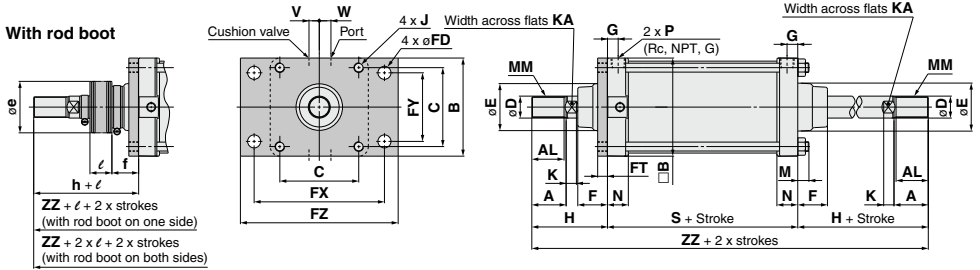 With rod boot
øe
ℓ
f
h + ℓ
ZZ + ℓ + 2 x strokes
(with rod boot on one side)
ZZ + 2 x ℓ + 2 x strokes
(with rod boot on both sides)
V
W
Cushion valve
Port
4 x J
4 x øFD
Width across flats KA
FY
C
B
C
FX
FZ
Width across flats KA
G
2 x P
(Rc, NPT, G)
G
MM
MM
øE
øD
øD
øE
AL
K
A
F
N
FT
□B
M
N
F
K
AL
A
H
S + Stroke
H + Stroke
ZZ + 2 x strokes